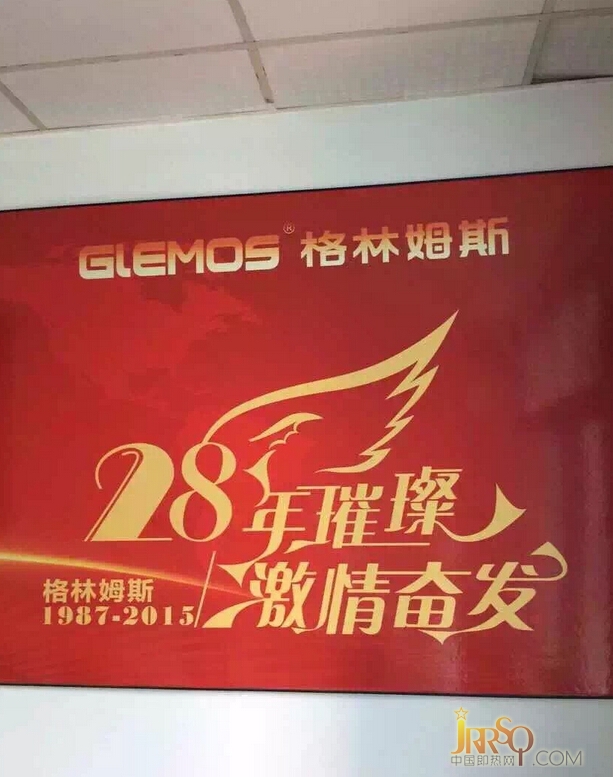 GLEMOS® 格林姆斯
28年璀璨
激情奋发
格林姆斯
1987-2015
JRRSQ
中国即热网.COM